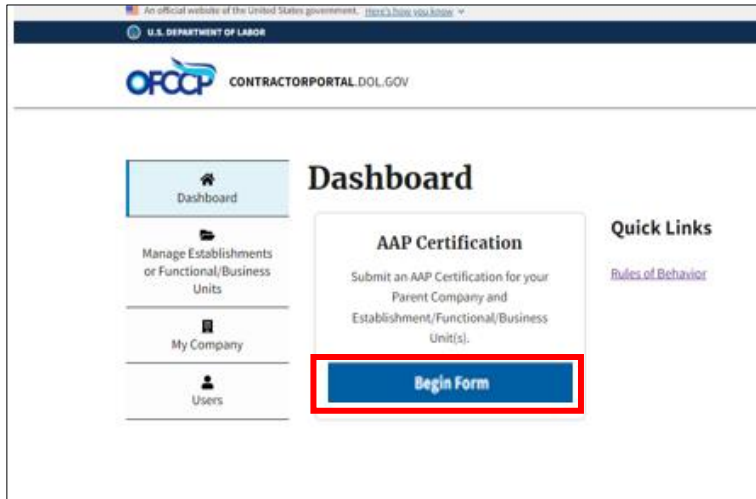 An official website of the United States government. Here's how you know
U.S. DEPARTMENT OF LABOR
OFCCP CONTRACTORPORTAL.DOL.GOV
Dashboard
Manage Establishments
or Functional/Business
Units
My Company
Users
Dashboard
AAP Certification
Submit an AAP Certification for your
Parent Company and
Establishment/Functional/Business
Unit(s).
Begin Form
Quick Links
Rules of Behavior